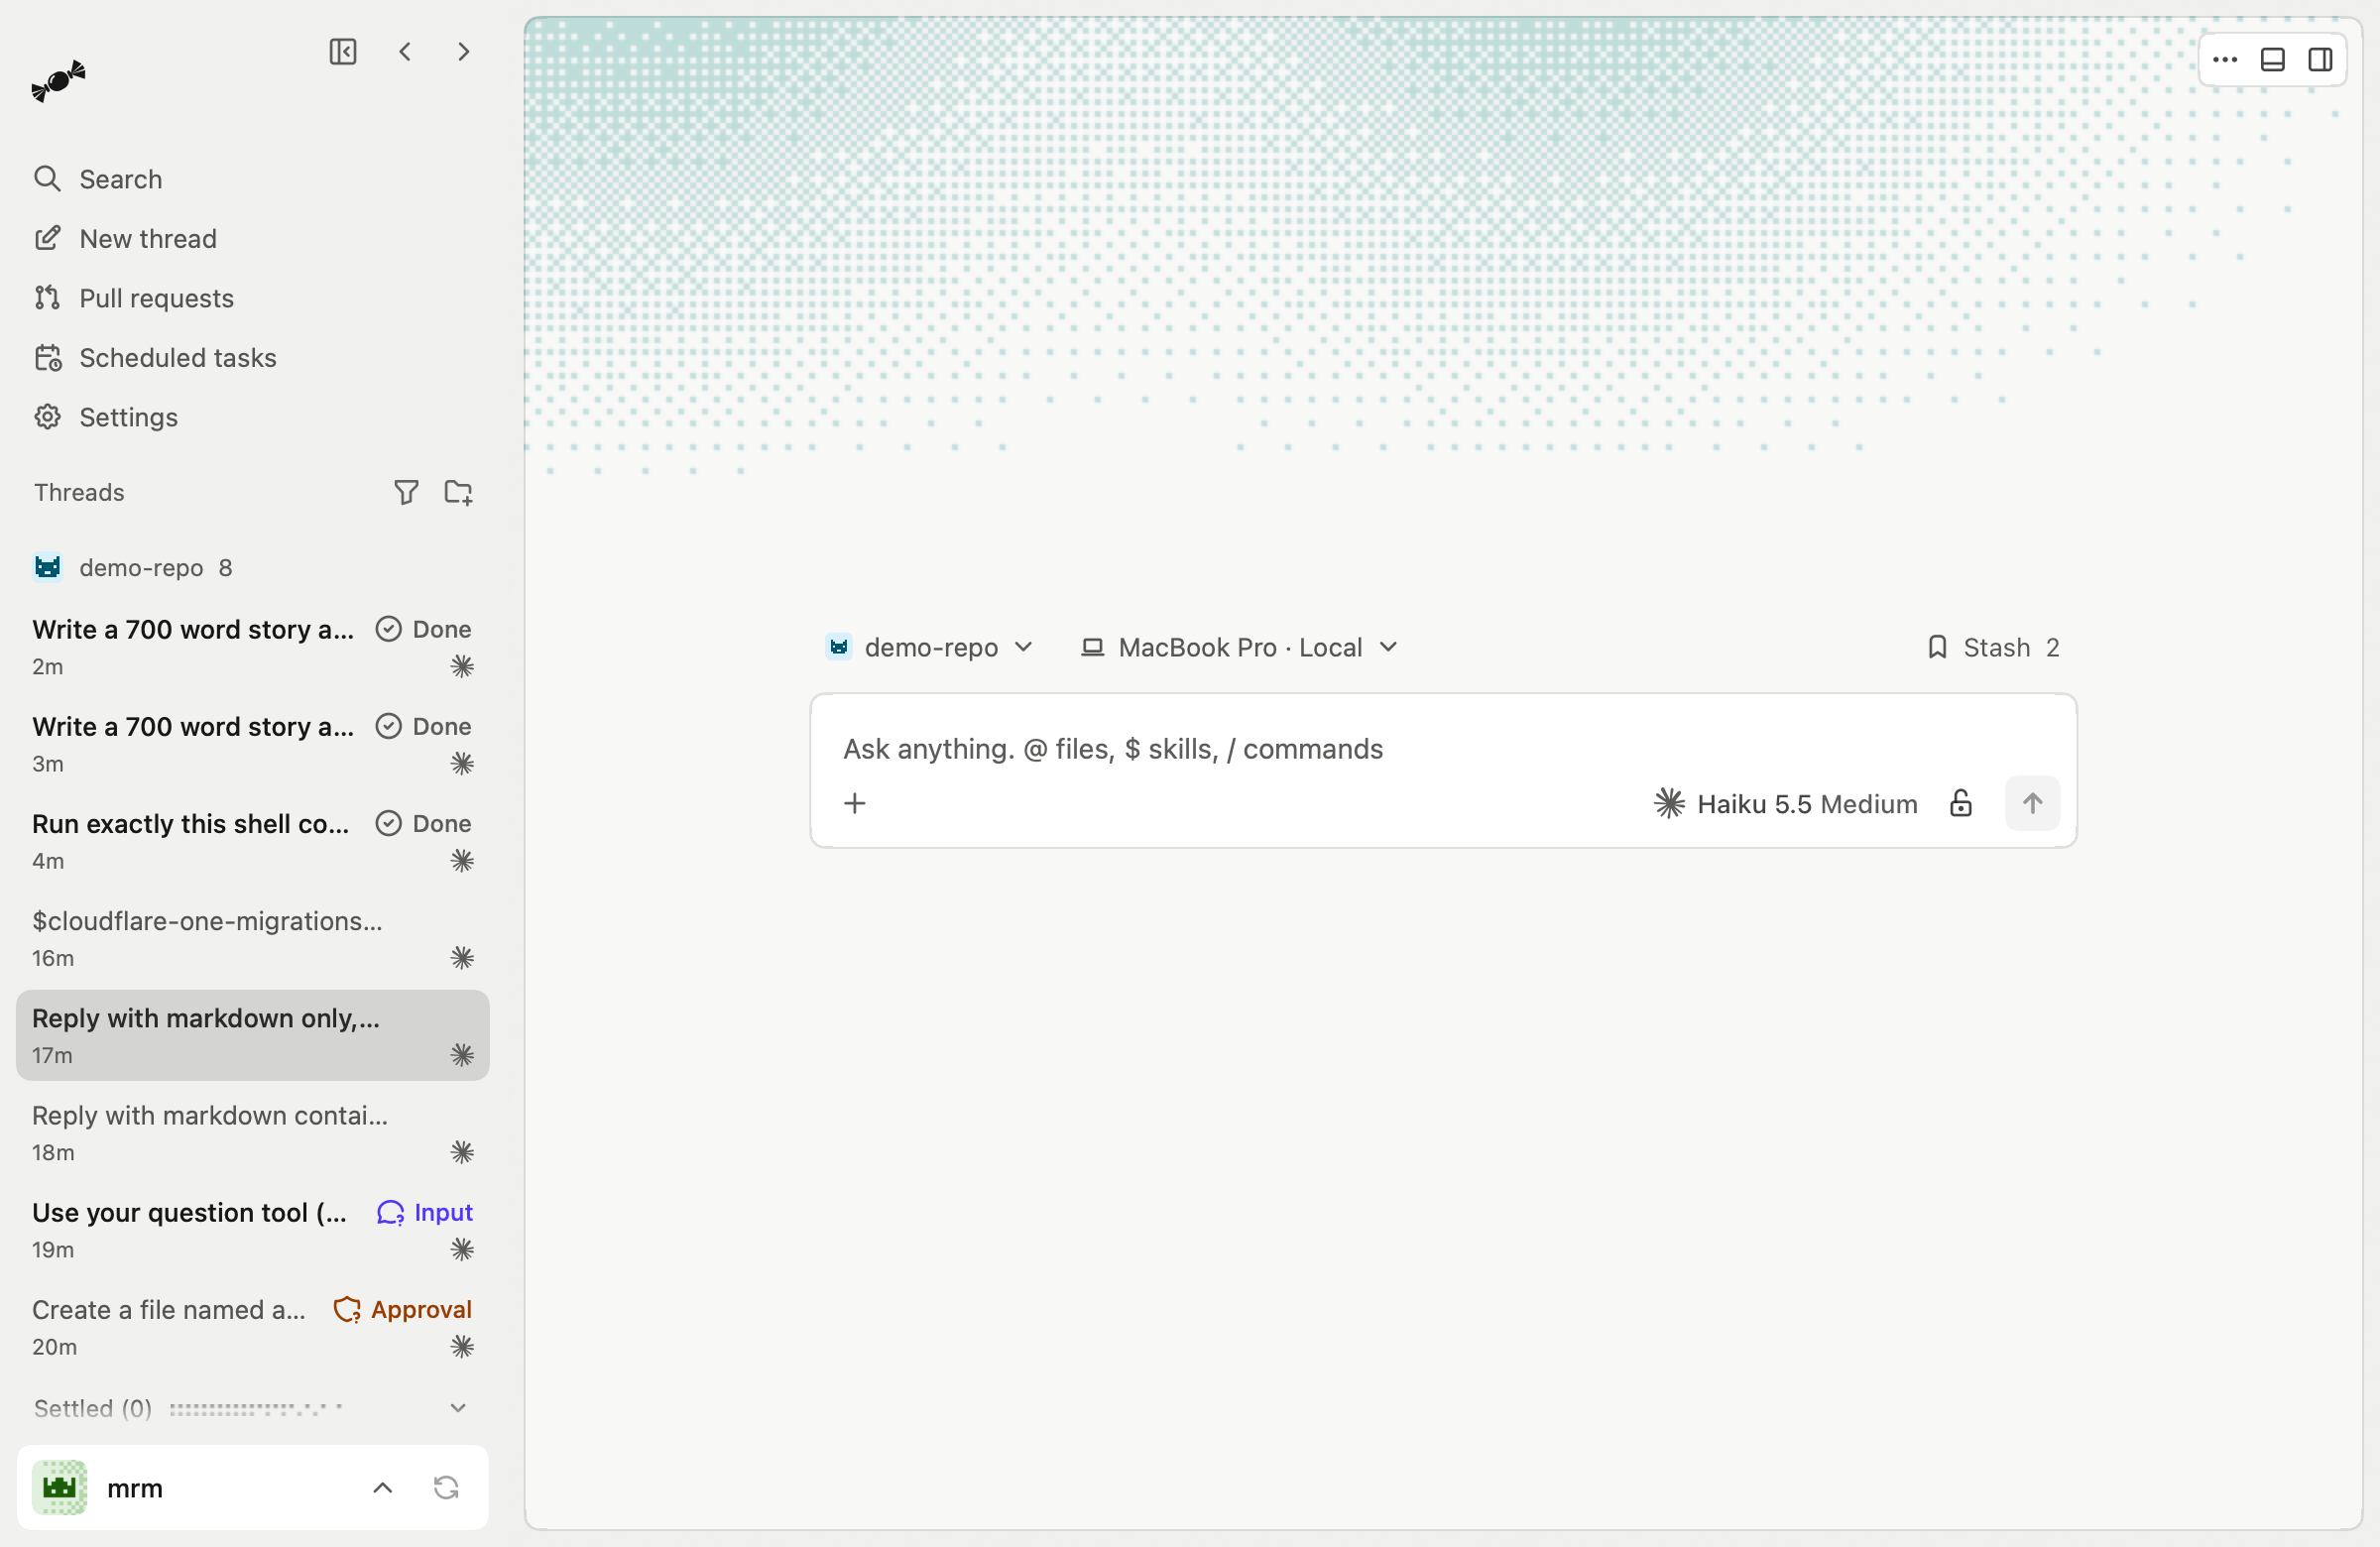 Search
New thread
Pull requests
Scheduled tasks
Settings
Threads
demo-repo 8
Write a 700 word story a... Done
2m
Write a 700 word story a... Done
3m
Run exactly this shell co... Done
4m
$cloudflare-one-migrations...
16m
Reply with markdown only,...
17m
Reply with markdown contai...
18m
Use your question tool (... Input
19m
Create a file named a... Approval
20m
Settled (0)
mrm
demo-repo MacBook Pro · Local Stash 2
Ask anything. @ files, $ skills, / commands
Haiku 5.5 Medium